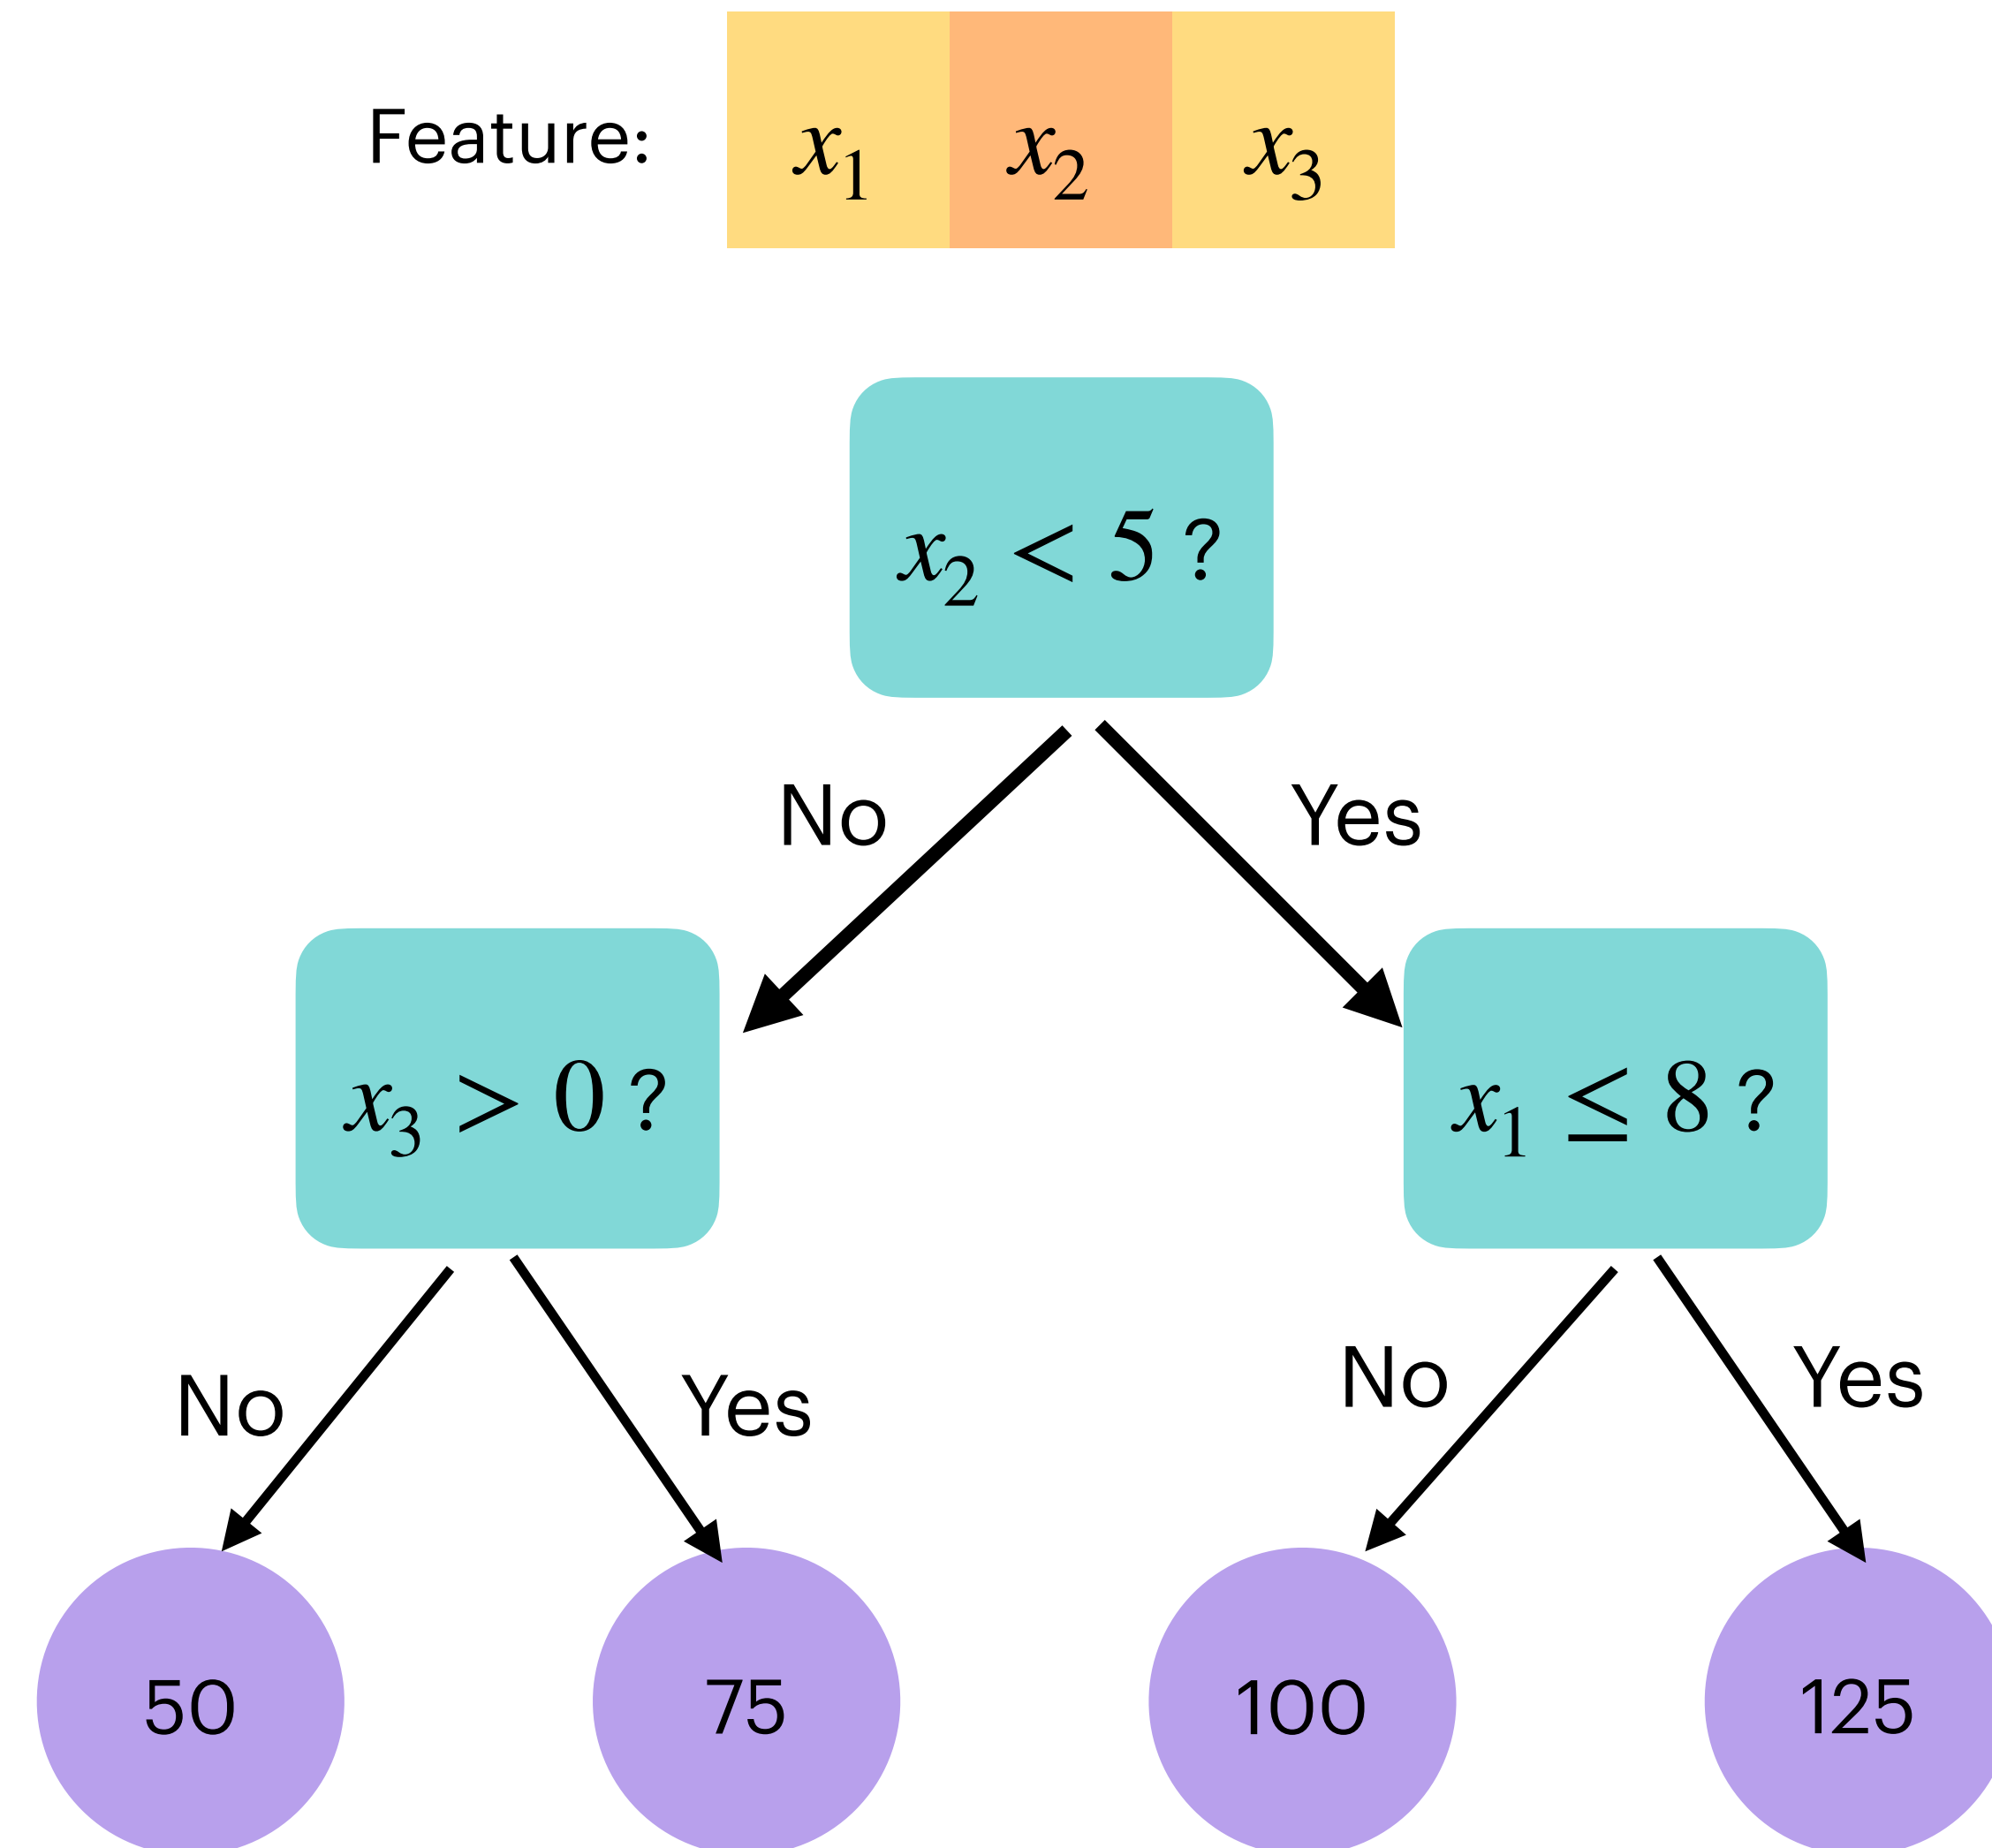 Feature: x₁ x₂ x₃
x₂ < 5 ?
No Yes
x₃ > 0 ? x₁ ≤ 8 ?
No Yes No Yes
50 75 100 125